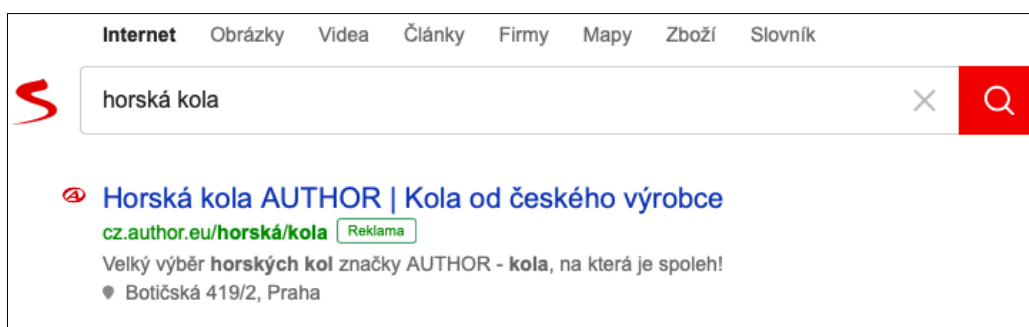 Internet Obrázky Videa Články Firmy Mapy Zboží Slovník
horská kola
Horská kola AUTHOR | Kola od českého výrobce
cz.author.eu/horská/kola Reklama
Velký výběr horských kol značky AUTHOR - kola, na která je spoleh!
Botičská 419/2, Praha